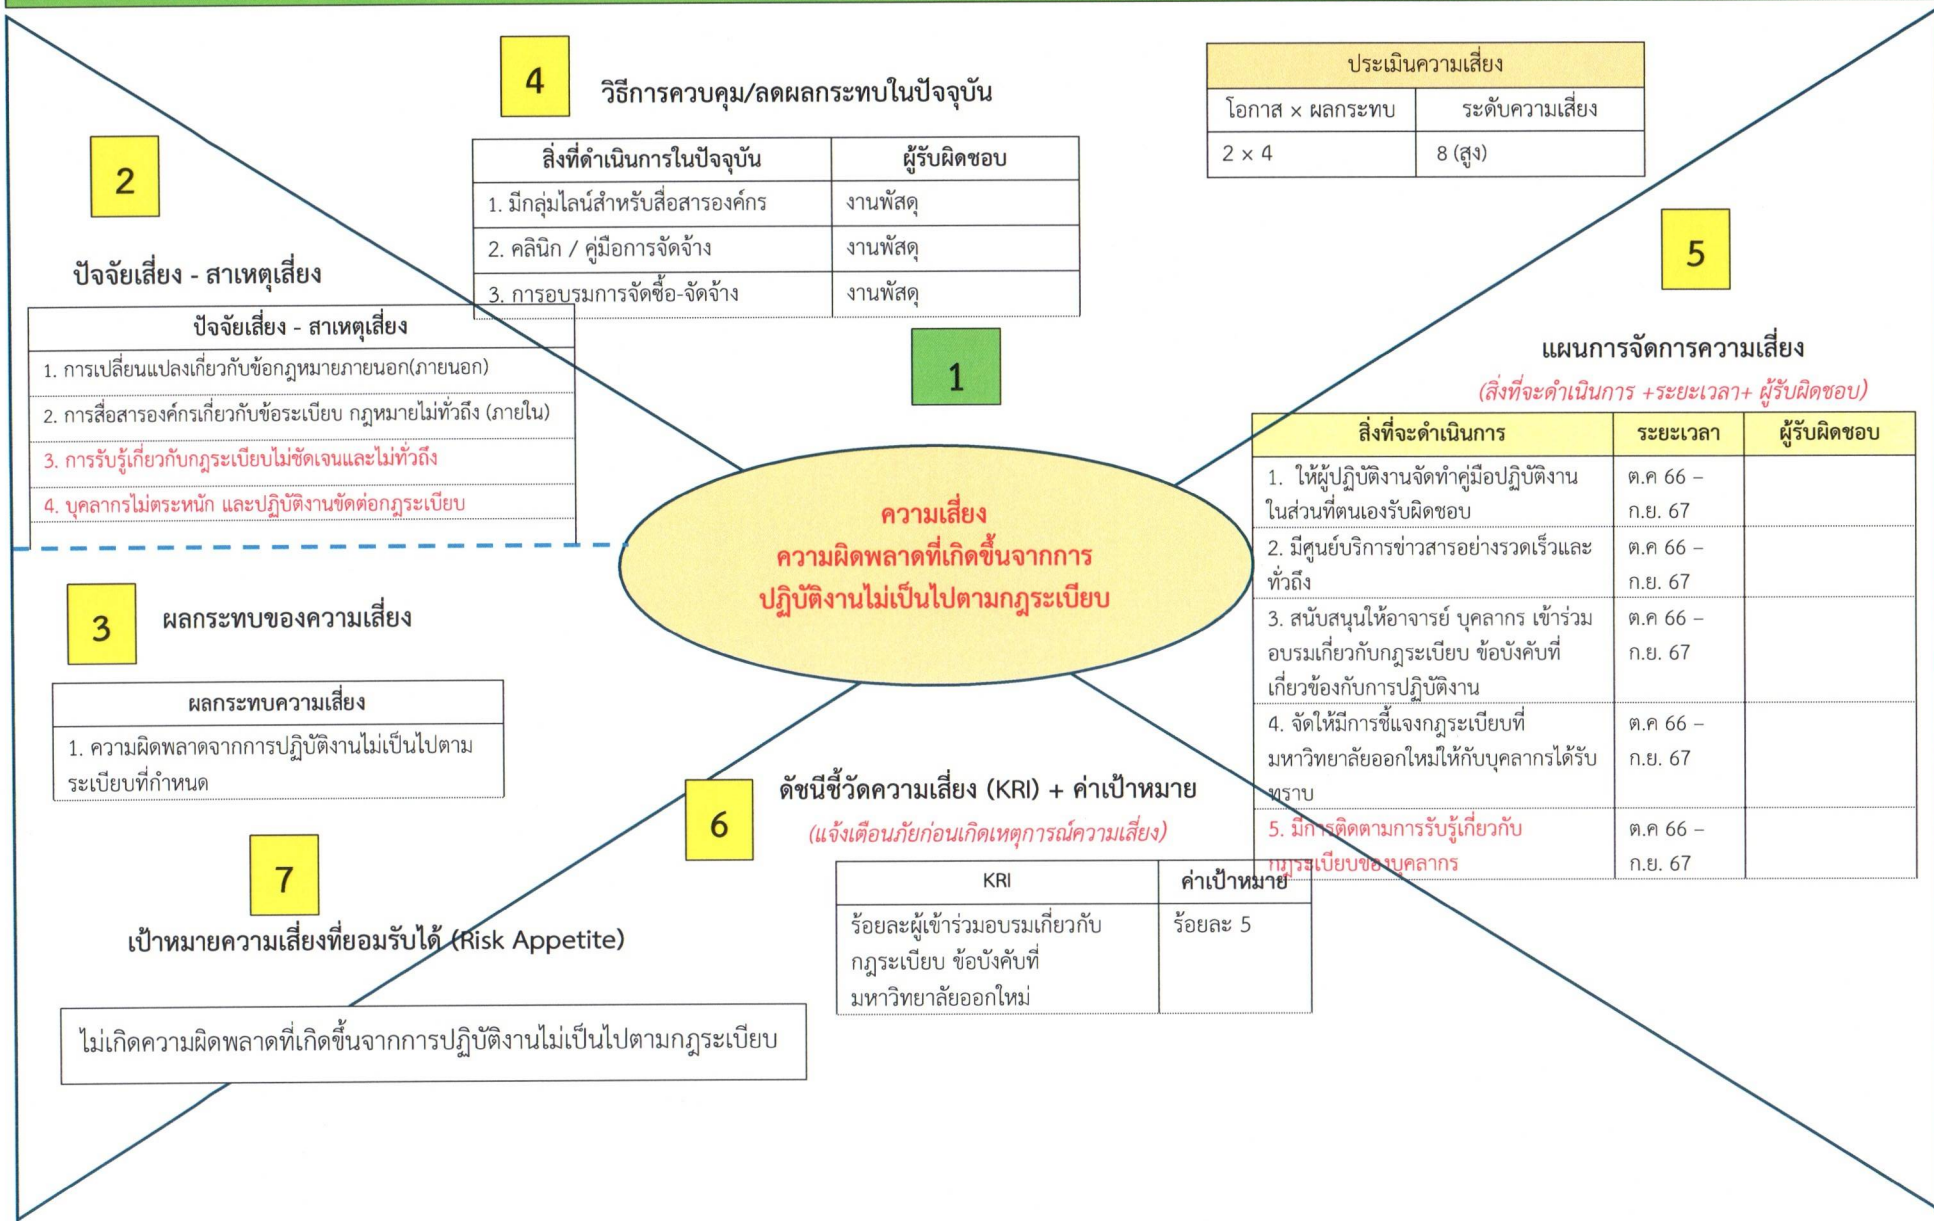 4
วิธีการควบคุม/ลดผลกระทบในปัจจุบัน
สิ่งที่ดำเนินการในปัจจุบัน ผู้รับผิดชอบ
1. มีกลุ่มไลน์สำหรับสื่อสารองค์กร งานพัสดุ
2. คลินิก / คู่มือการจัดจ้าง งานพัสดุ
3. การอบรมการจัดซื้อ-จัดจ้าง งานพัสดุ
ประเมินความเสี่ยง
โอกาส × ผลกระทบ ระดับความเสี่ยง
2 × 4 8 (สูง)
2
ปัจจัยเสี่ยง - สาเหตุเสี่ยง
ปัจจัยเสี่ยง - สาเหตุเสี่ยง
1. การเปลี่ยนแปลงเกี่ยวกับข้อกฎหมายภายนอก(ภายนอก)
2. การสื่อสารองค์กรเกี่ยวกับข้อระเบียบ กฎหมายไม่ทั่วถึง (ภายใน)
3. การรับรู้เกี่ยวกับกฎระเบียบไม่ชัดเจนและไม่ทั่วถึง
4. บุคลากรไม่ตระหนัก และปฏิบัติงานขัดต่อกฎระเบียบ
1
ความเสี่ยง
ความผิดพลาดที่เกิดขึ้นจากการ
ปฏิบัติงานไม่เป็นไปตามกฎระเบียบ
5
แผนการจัดการความเสี่ยง
(สิ่งที่จะดำเนินการ +ระยะเวลา+ ผู้รับผิดชอบ)
สิ่งที่จะดำเนินการ ระยะเวลา ผู้รับผิดชอบ
1. ให้ผู้ปฏิบัติงานจัดทำคู่มือปฏิบัติงาน ต.ค 66 –
ในส่วนที่ตนเองรับผิดชอบ ก.ย. 67
2. มีศูนย์บริการข่าวสารอย่างรวดเร็วและ ต.ค 66 –
ทั่วถึง ก.ย. 67
3. สนับสนุนให้อาจารย์ บุคลากร เข้าร่วม ต.ค 66 –
อบรมเกี่ยวกับกฎระเบียบ ข้อบังคับที่ ก.ย. 67
เกี่ยวข้องกับการปฏิบัติงาน
4. จัดให้มีการชี้แจงกฎระเบียบที่ ต.ค 66 –
มหาวิทยาลัยออกใหม่ให้กับบุคลากรได้รับ ก.ย. 67
ทราบ
5. มีการติดตามการรับรู้เกี่ยวกับ ต.ค 66 –
กฎระเบียบของบุคลากร ก.ย. 67
3
ผลกระทบของความเสี่ยง
ผลกระทบความเสี่ยง
1. ความผิดพลาดจากการปฏิบัติงานไม่เป็นไปตาม
ระเบียบที่กำหนด
6
ดัชนีชี้วัดความเสี่ยง (KRI) + ค่าเป้าหมาย
(แจ้งเตือนภัยก่อนเกิดเหตุการณ์ความเสี่ยง)
KRI ค่าเป้าหมาย
ร้อยละผู้เข้าร่วมอบรมเกี่ยวกับ ร้อยละ 5
กฎระเบียบ ข้อบังคับที่
มหาวิทยาลัยออกใหม่
7
เป้าหมายความเสี่ยงที่ยอมรับได้ (Risk Appetite)
ไม่เกิดความผิดพลาดที่เกิดขึ้นจากการปฏิบัติงานไม่เป็นไปตามกฎระเบียบ